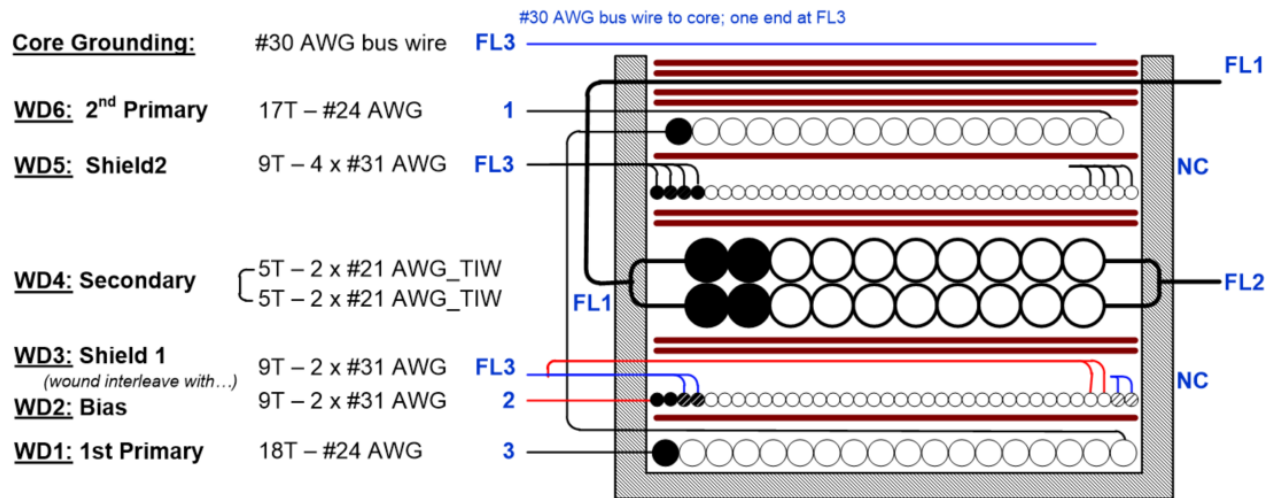 #30 AWG bus wire to core; one end at FL3
Core Grounding: #30 AWG bus wire FL3
FL1
WD6: 2nd Primary 17T – #24 AWG 1
WD5: Shield2 9T – 4 x #31 AWG FL3 NC
5T – 2 x #21 AWG_TIW
WD4: Secondary
5T – 2 x #21 AWG_TIW
FL1 FL2
WD3: Shield 1 9T – 2 x #31 AWG FL3 NC
(wound interleave with…)
WD2: Bias 9T – 2 x #31 AWG 2
WD1: 1st Primary 18T – #24 AWG 3